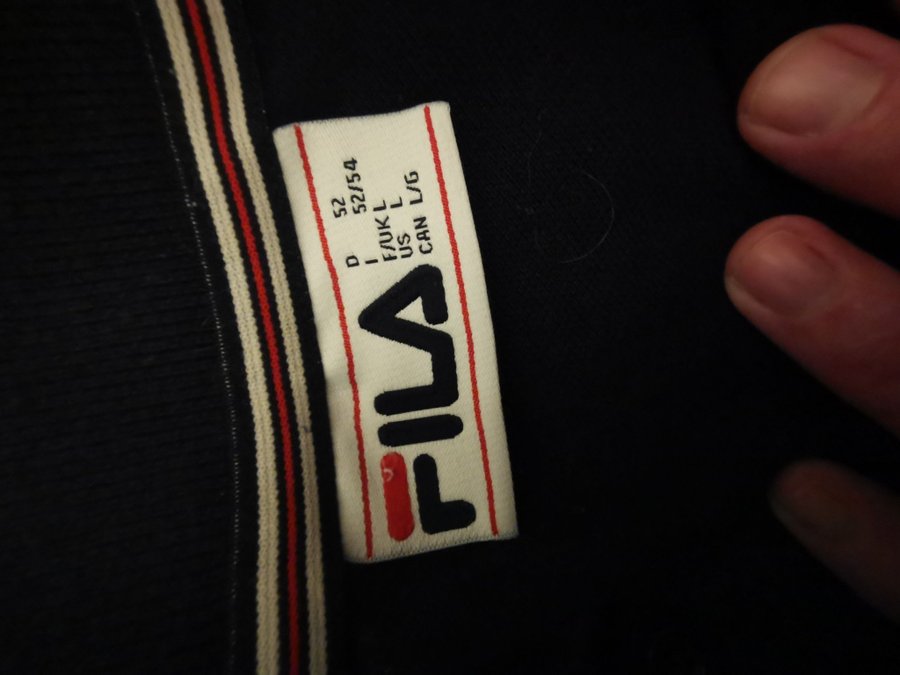 FILA
D 52
I 52/54
F/UK L
US L
CAN L/G